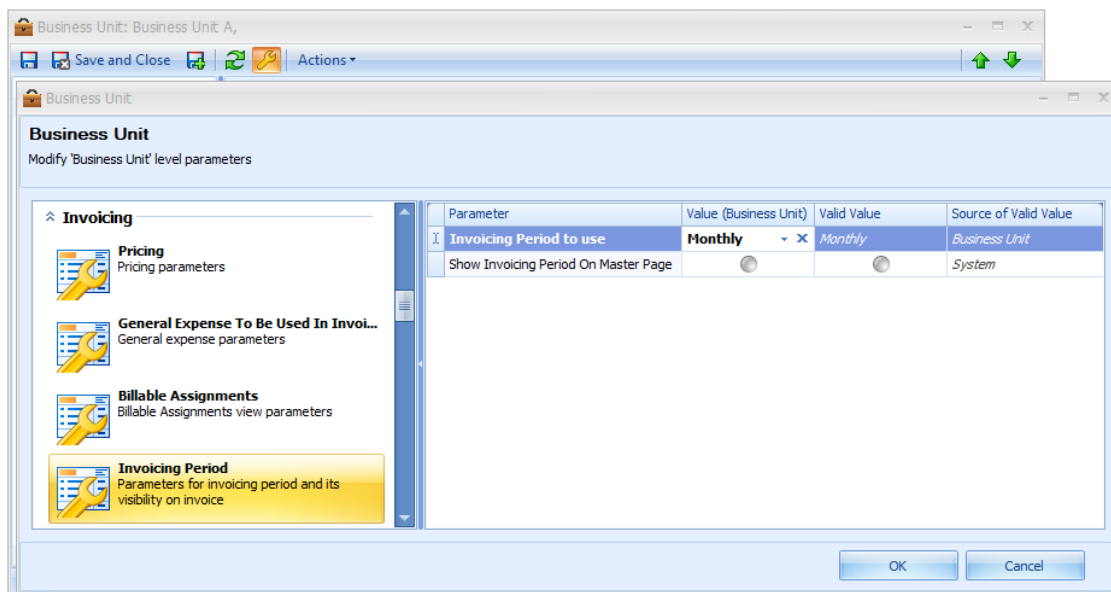 Business Unit: Business Unit A,
Save and Close Actions
Business Unit
Business Unit
Modify 'Business Unit' level parameters
Invoicing
Pricing
Pricing parameters
General Expense To Be Used In Invoi...
General expense parameters
Billable Assignments
Billable Assignments view parameters
Invoicing Period
Parameters for invoicing period and its
visibility on invoice
Parameter Value (Business Unit) Valid Value Source of Valid Value
Invoicing Period to use Monthly Monthly Business Unit
Show Invoicing Period On Master Page System
OK Cancel